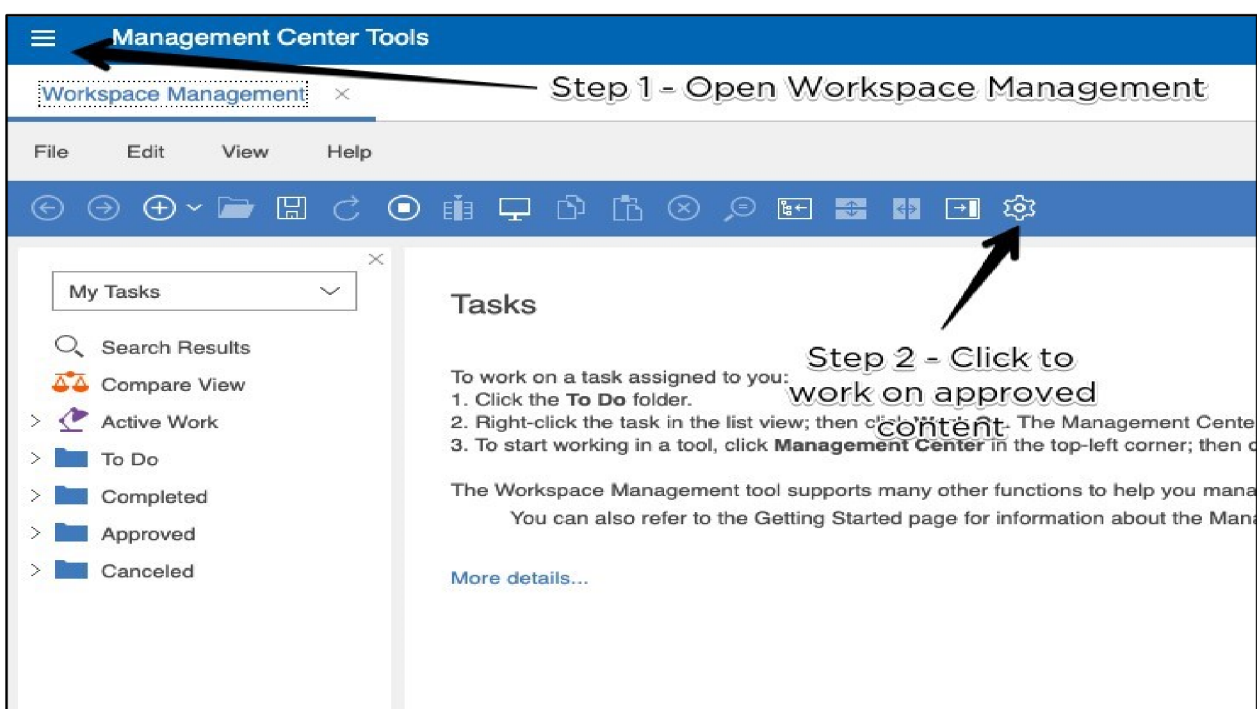 Management Center Tools
Workspace Management
Step 1 - Open Workspace Management
File Edit View Help
My Tasks
Search Results
Compare View
Active Work
To Do
Completed
Approved
Canceled
Tasks
Step 2 - Click to
work on approved
content
To work on a task assigned to you:
1. Click the To Do folder.
2. Right-click the task in the list view; then The Management Cente
3. To start working in a tool, click Management Center in the top-left corner; then
The Workspace Management tool supports many other functions to help you mana
You can also refer to the Getting Started page for information about the Mana
More details...